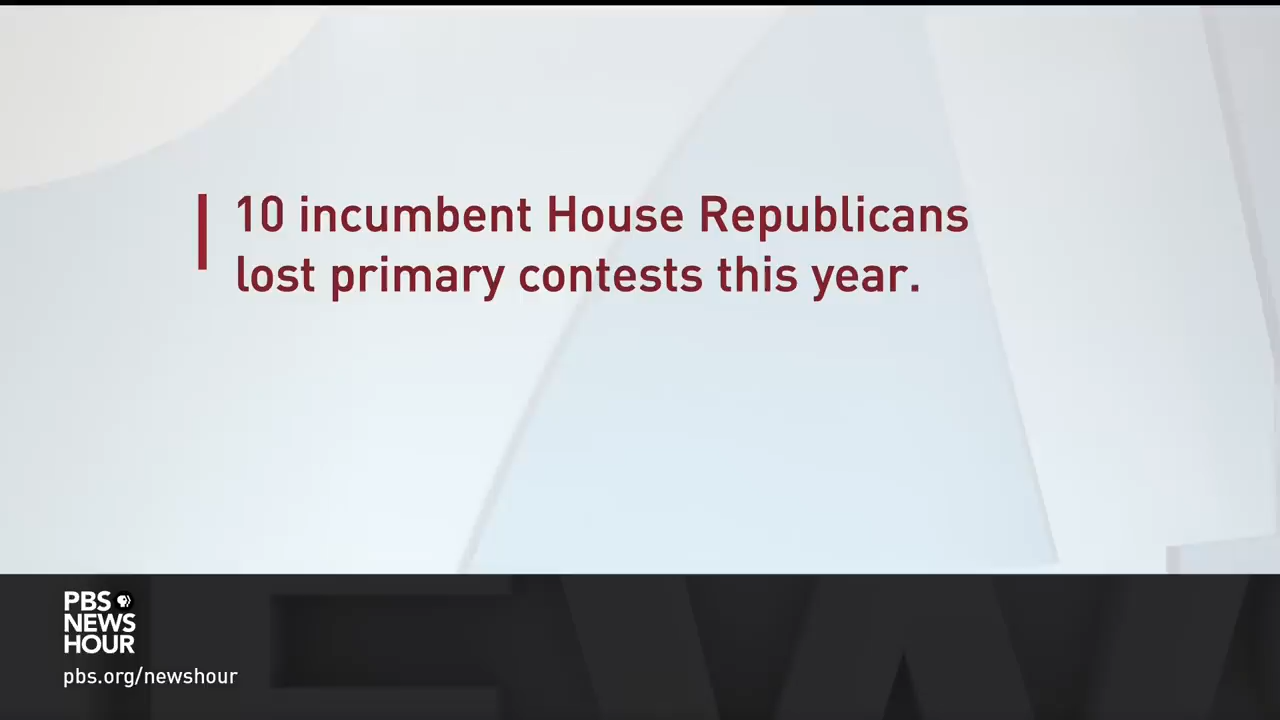 10 incumbent House Republicans
lost primary contests this year.
PBS
NEWS
HOUR
pbs.org/newshour